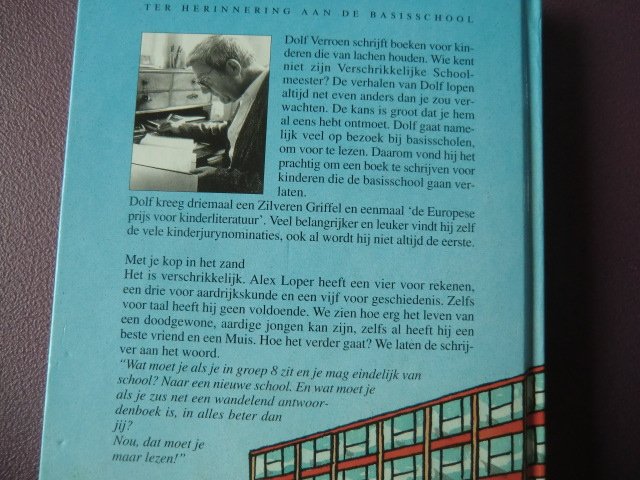 TER HERINNERING AAN DE BASISSCHOOL
Dolf Verroen schrijft boeken voor kin-
deren die van lachen houden. Wie kent
niet zijn Verschrikkelijke School-
meester? De verhalen van Dolf lopen
altijd net even anders dan je zou ver-
wachten. De kans is groot dat je hem
al eens hebt ontmoet. Dolf gaat name-
lijk veel op bezoek bij basisscholen,
om voor te lezen. Daarom vond hij het
prachtig om een boek te schrijven voor
kinderen die de basisschool gaan ver-
laten.
Dolf kreeg driemaal een Zilveren Griffel en eenmaal ‘de Europese
prijs voor kinderliteratuur’. Veel belangrijker en leuker vindt hij zelf
de vele kinderjurynominaties, ook al wordt hij niet altijd de eerste.
Met je kop in het zand
Het is verschrikkelijk. Alex Loper heeft een vier voor rekenen,
een drie voor aardrijkskunde en een vijf voor geschiedenis. Zelfs
voor taal heeft hij geen voldoende. We zien hoe erg het leven van
een doodgewone, aardige jongen kan zijn, zelfs al heeft hij een
beste vriend en een Muis. Hoe het verder gaat? We laten de schrij-
ver aan het woord.
“Wat moet je als je in groep 8 zit en je mag eindelijk van
school? Naar een nieuwe school. En wat moet je
als je zus net een wandelend antwoor-
denboek is, in alles beter dan
jij?
Nou, dat moet je
maar lezen!”